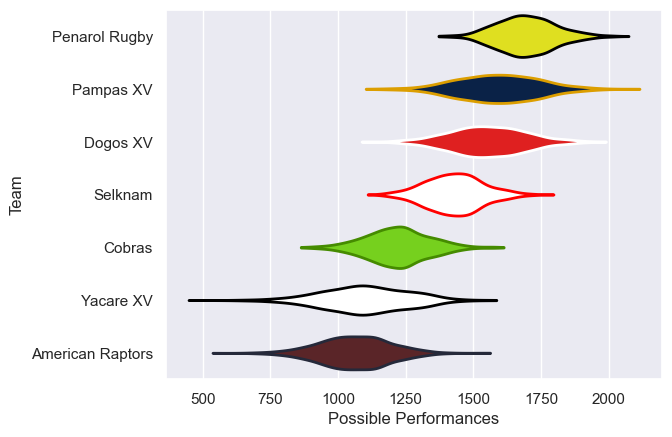 Team
Penarol Rugby
Pampas XV
Dogos XV
Selknam
Cobras
Yacare XV
American Raptors
500 750 1000 1250 1500 1750 2000
Possible Performances